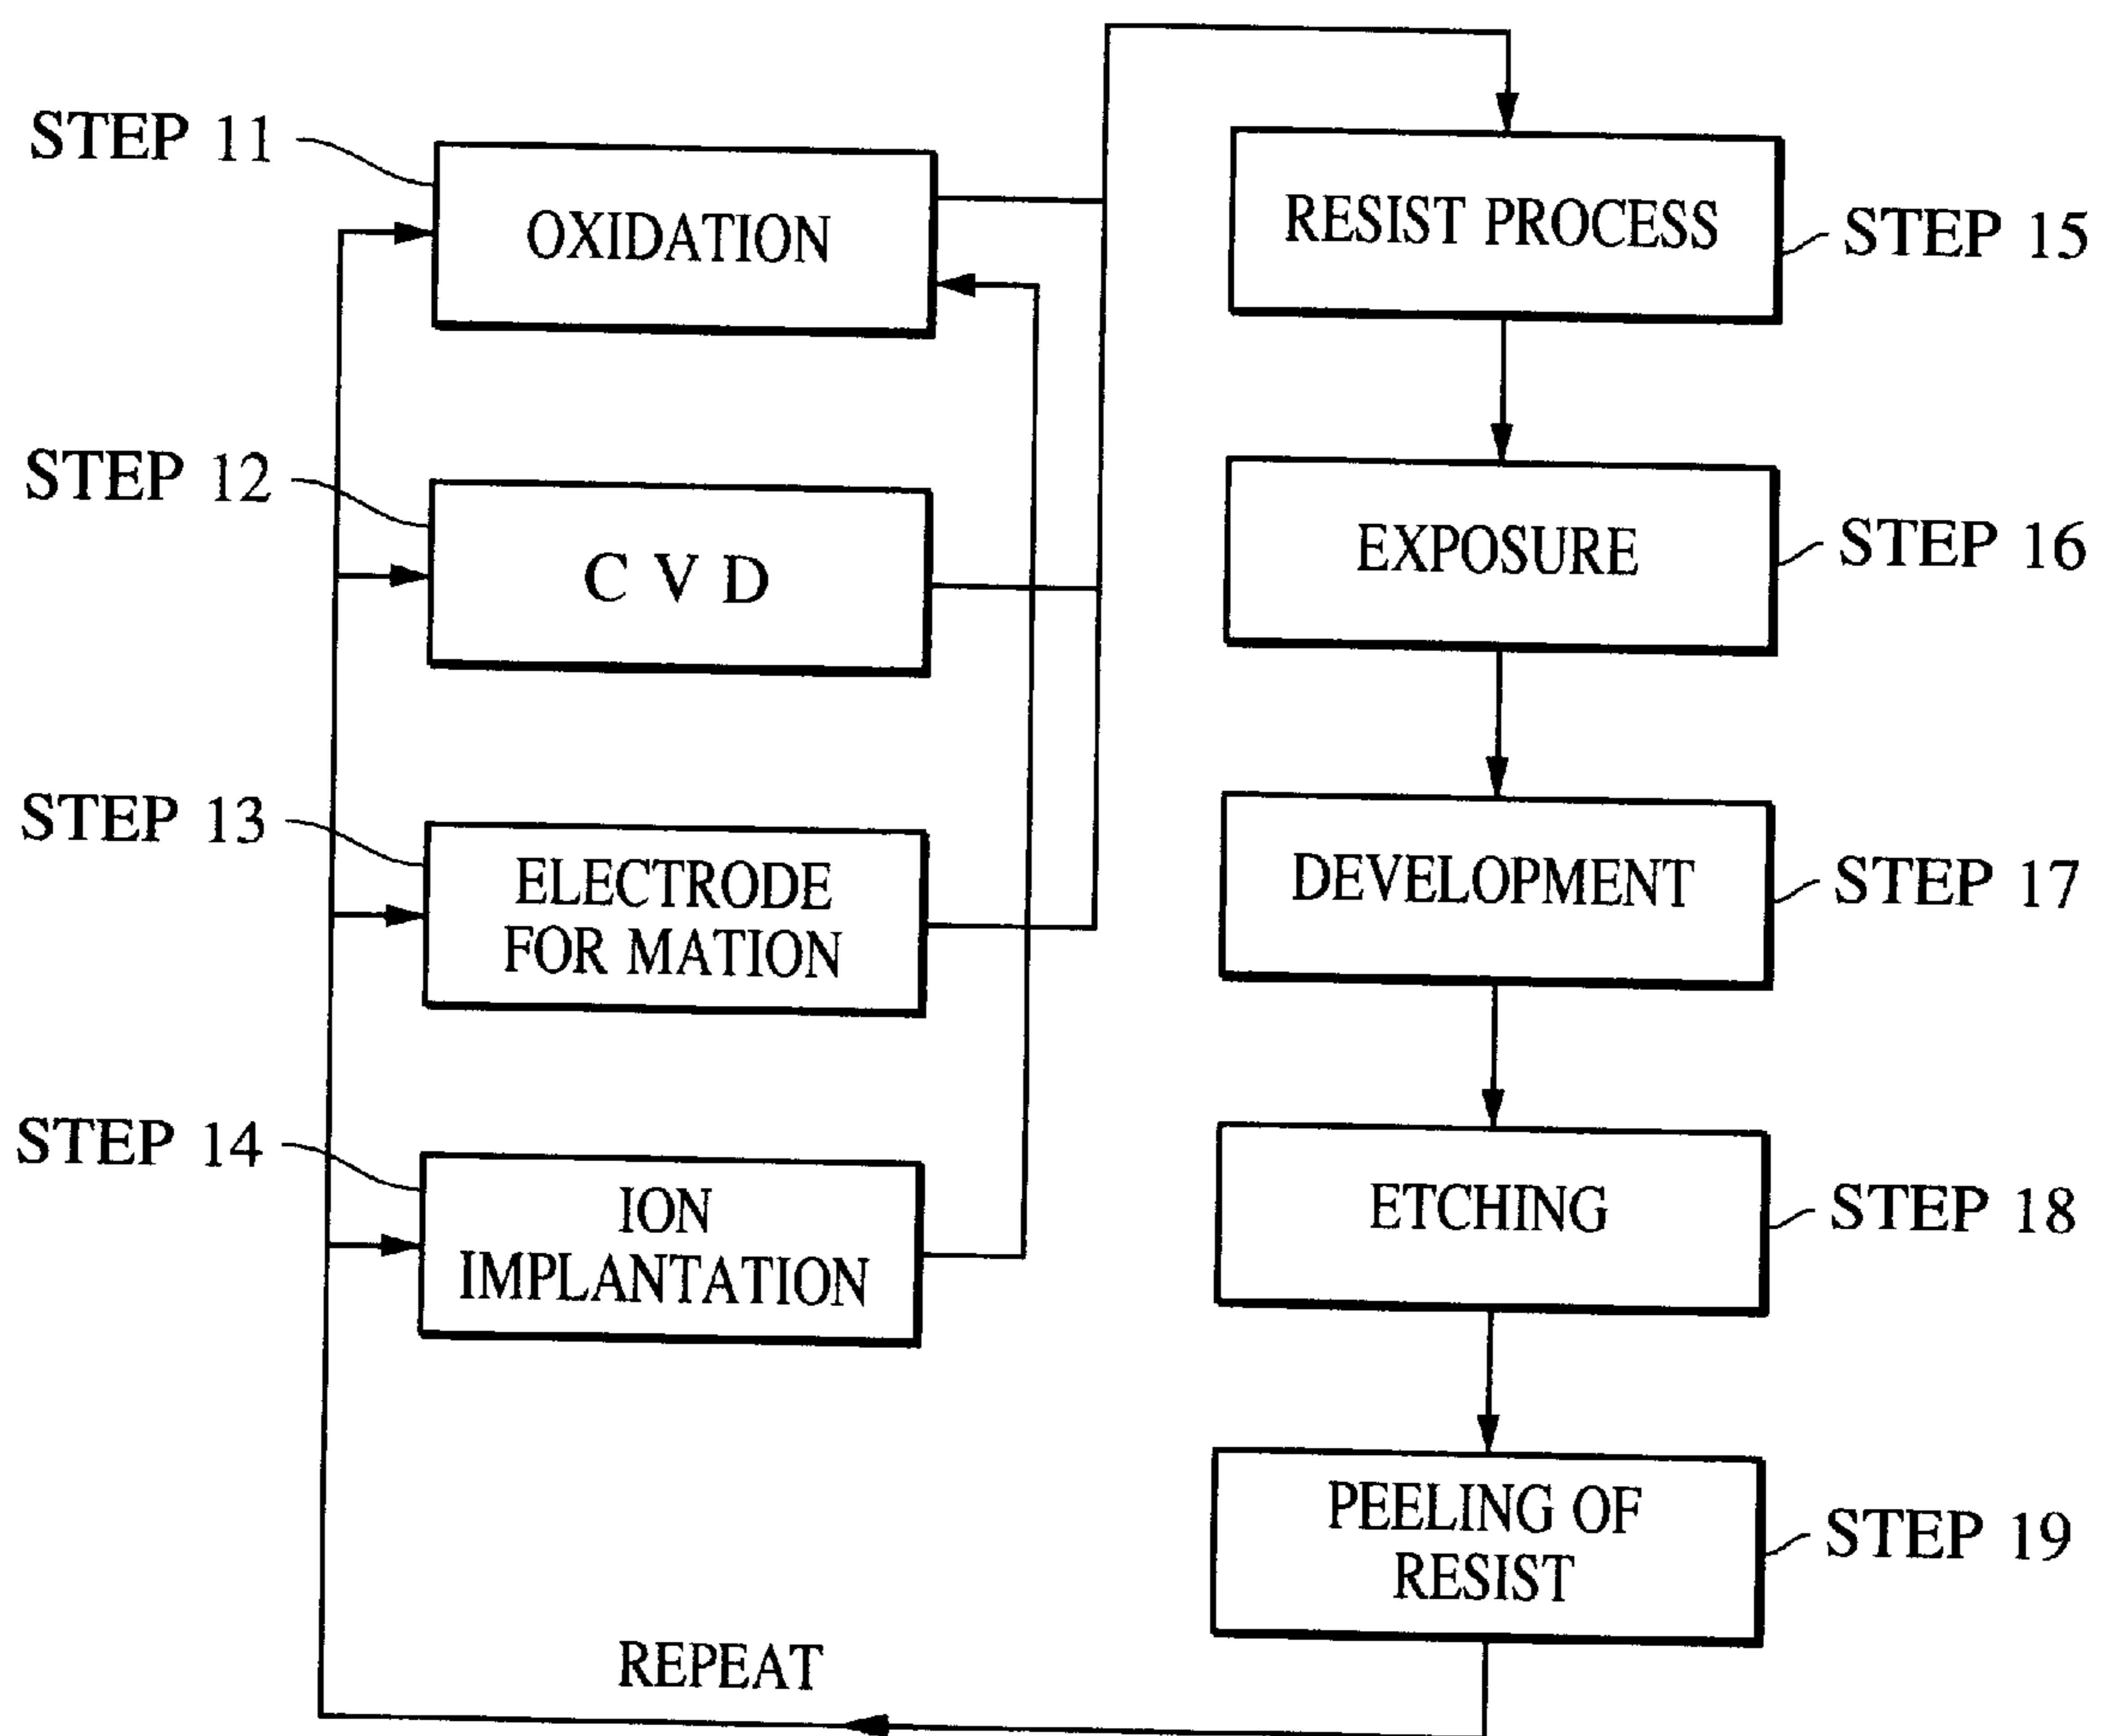 STEP 11
OXIDATION
STEP 12
C V D
STEP 13
ELECTRODE
FOR MATION
STEP 14
ION
IMPLANTATION
RESIST PROCESS
STEP 15
EXPOSURE
STEP 16
DEVELOPMENT
STEP 17
ETCHING
STEP 18
PEELING OF
RESIST
STEP 19
REPEAT